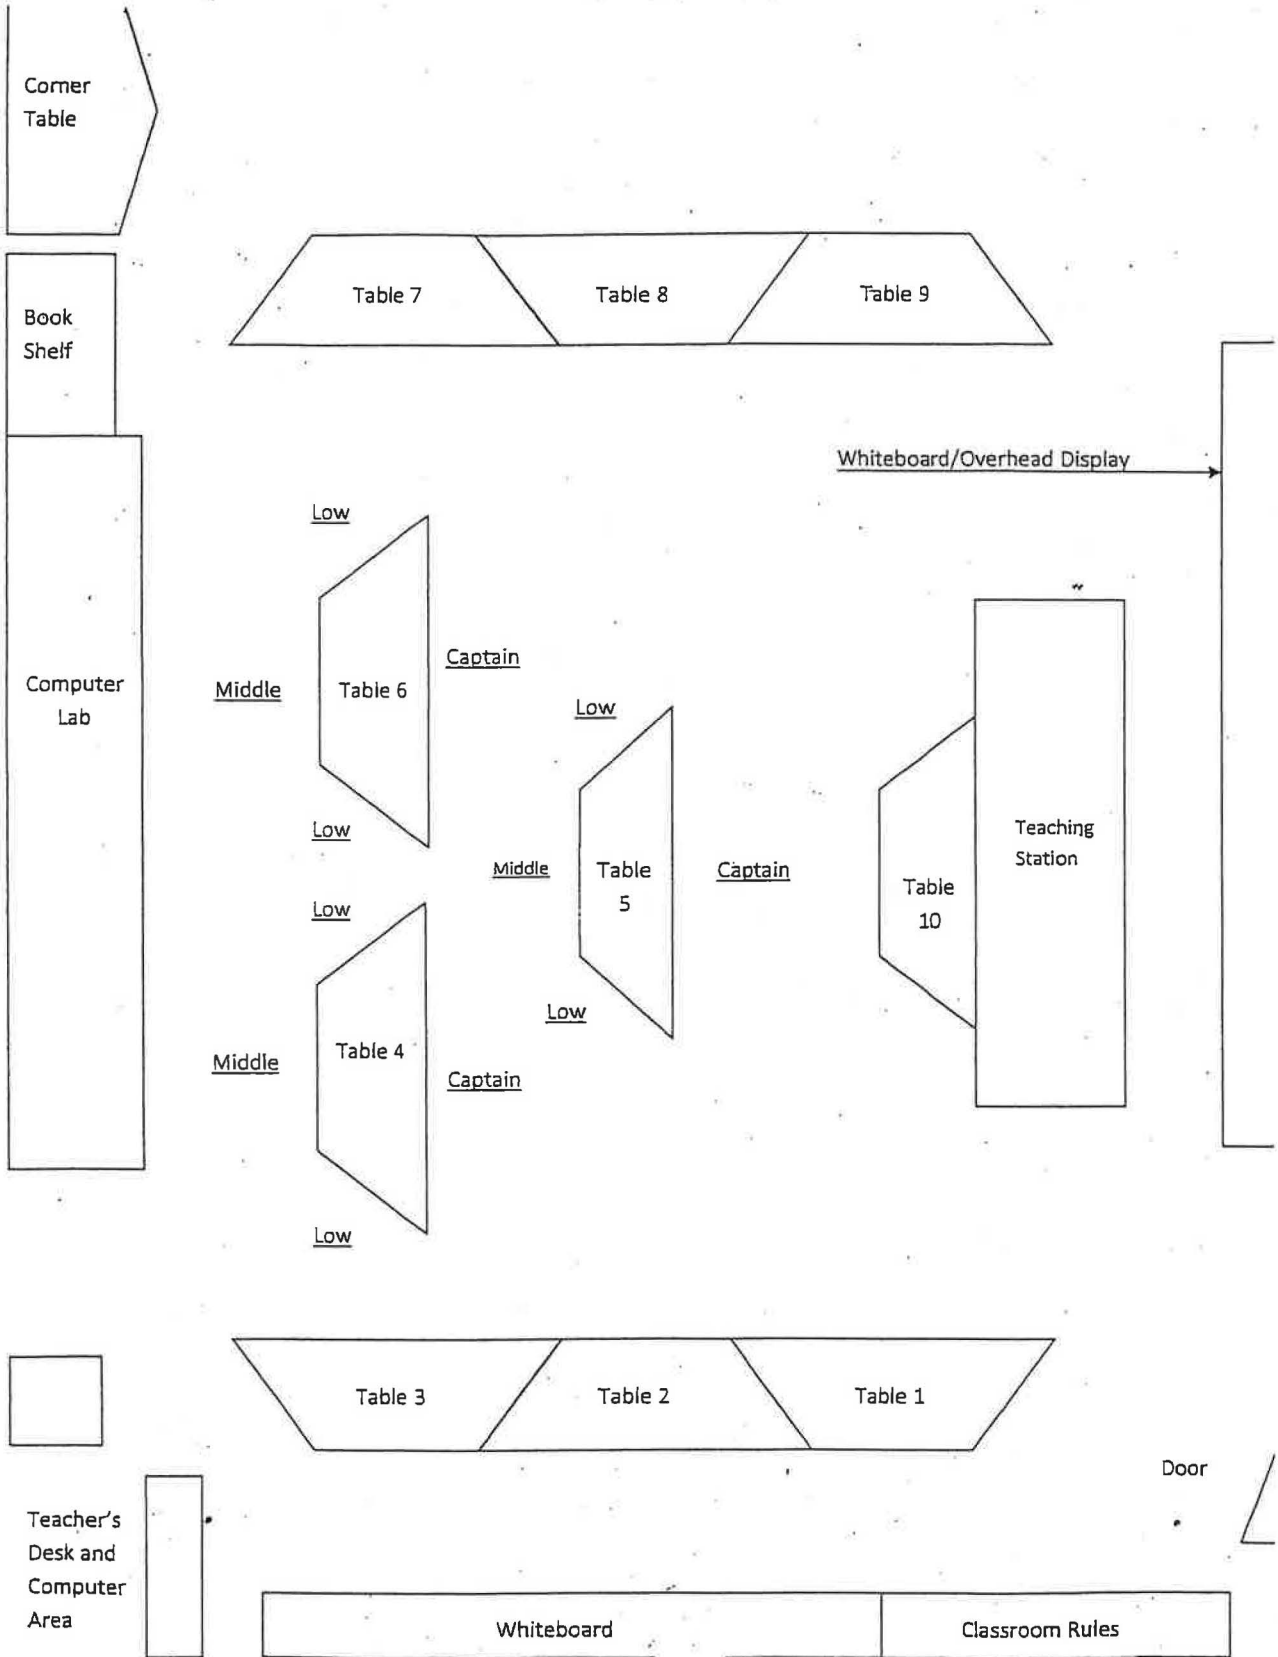 Corner
Table
Table 7
Table 8
Table 9
Book
Shelf
Whiteboard/Overhead Display
Low
Captain
Computer
Lab
Middle
Table 6
Low
Low
Low
Middle
Table
5
Captain
Table
10
Teaching
Station
Low
Middle
Table 4
Captain
Low
Table 3
Table 2
Table 1
Door
Teacher's
Desk and
Computer
Area
Whiteboard
Classroom Rules